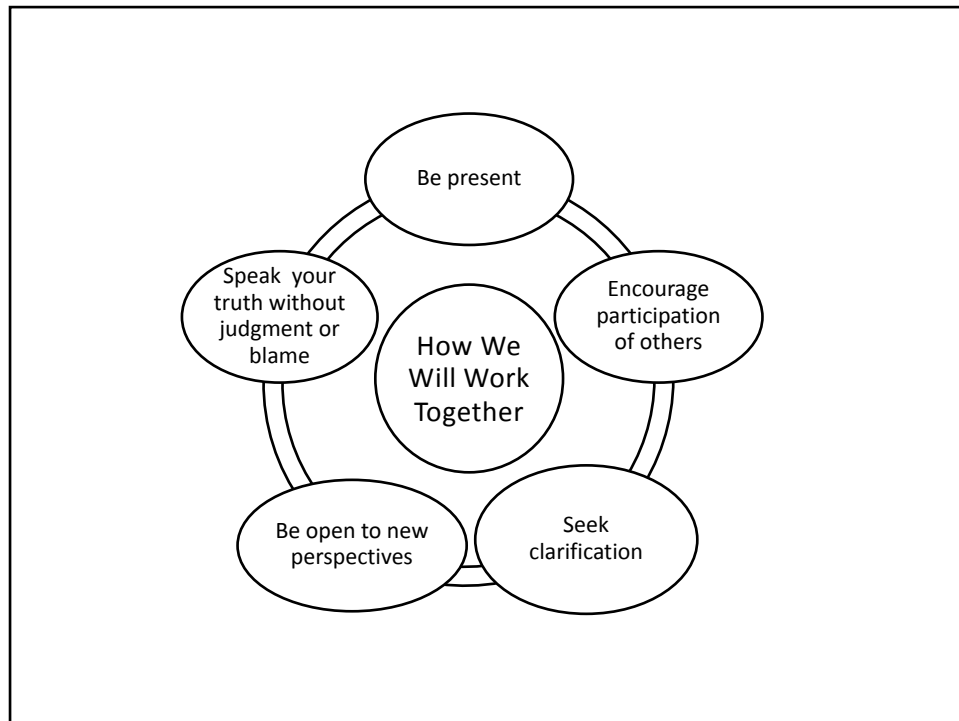 Be present
Encourage
participation
of others
Seek
clarification
Be open to new
perspectives
Speak  your
truth without
judgment or
blame
How We
Will Work
Together